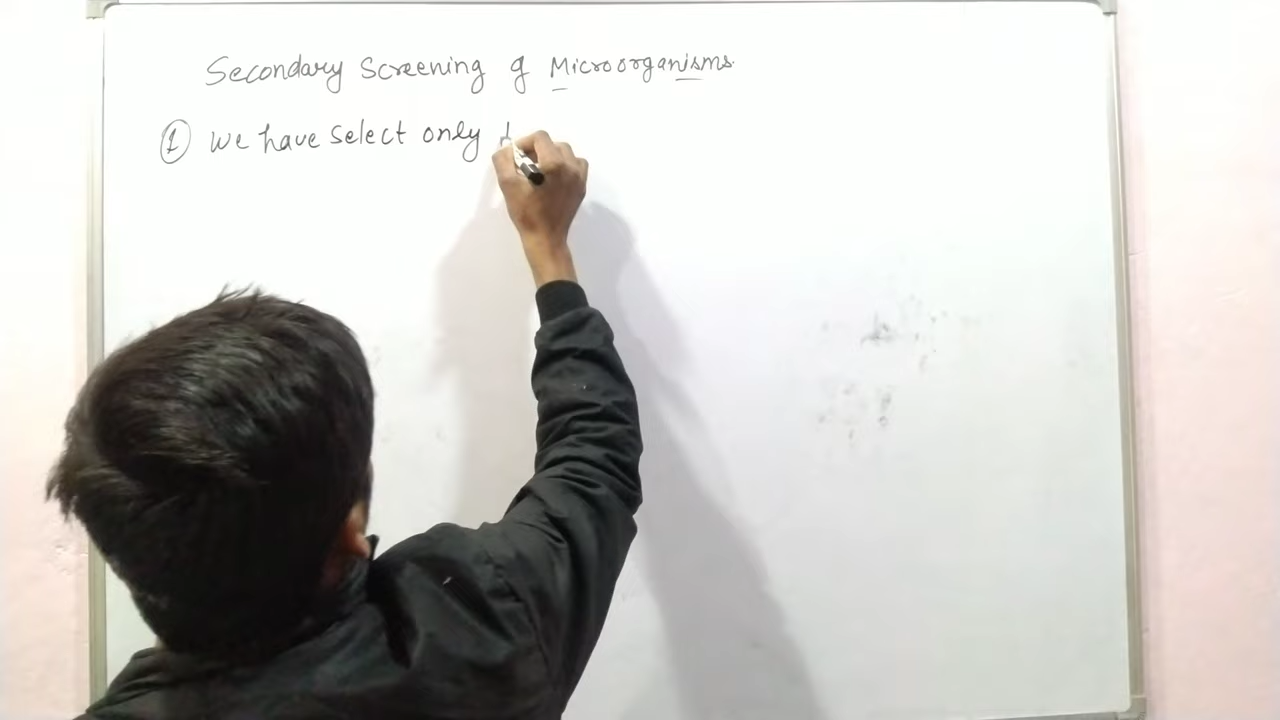 Secondary Screening of Microorganisms.
① We have select only